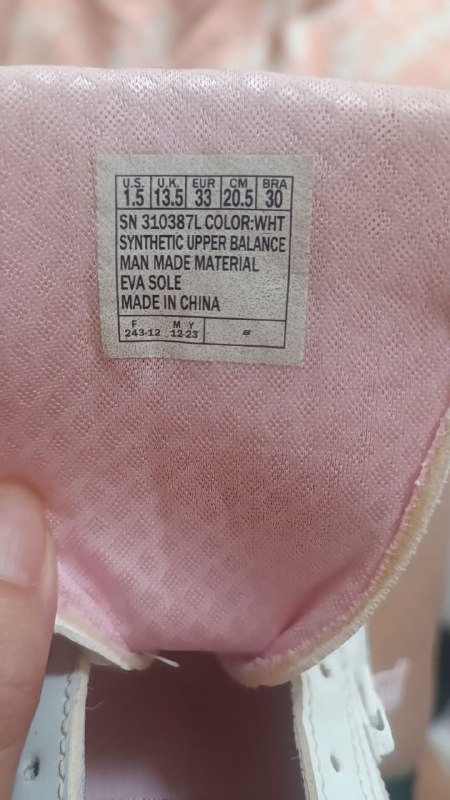 U.S. U.K. EUR CM BRA
1.5 13.5 33 20.5 30
SN 310387L COLOR:WHT
SYNTHETIC UPPER BALANCE
MAN MADE MATERIAL
EVA SOLE
MADE IN CHINA
F M Y
243-12 12-23